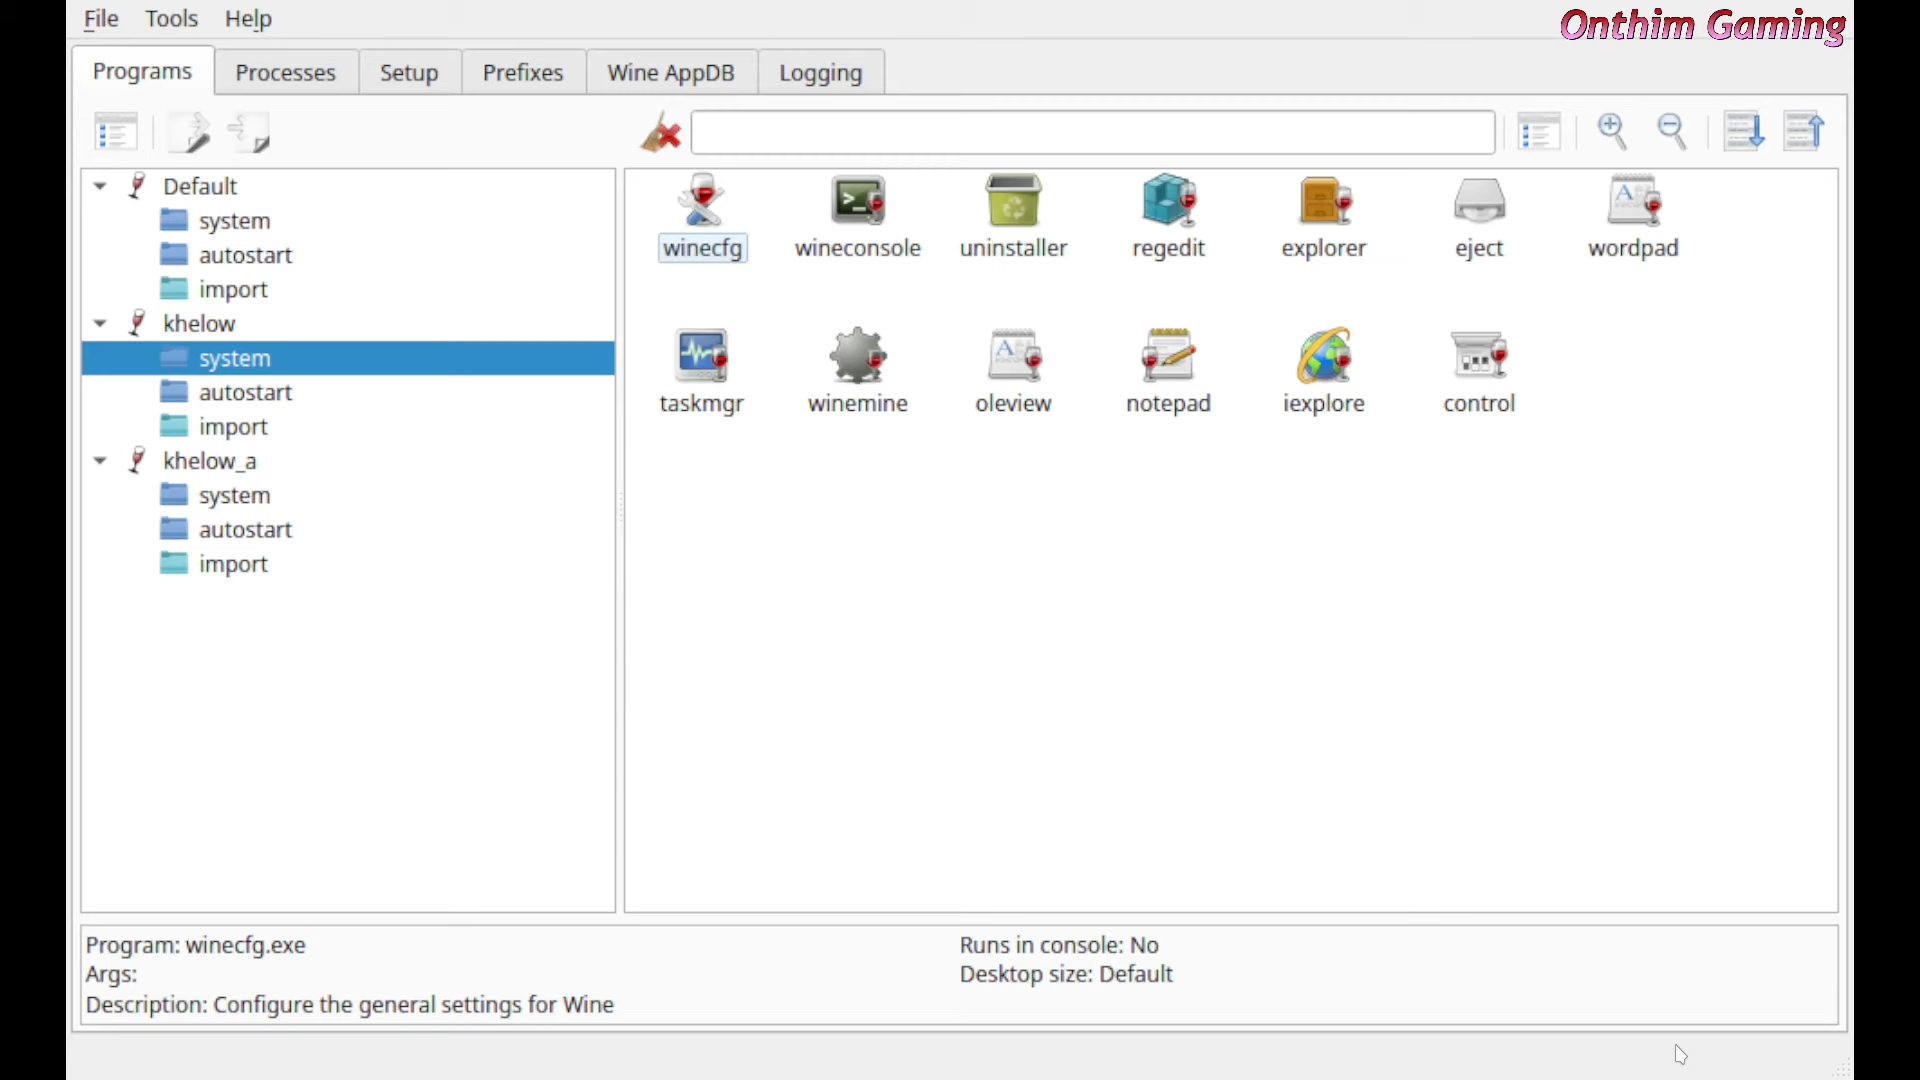 File Tools Help
Onthim Gaming
Programs Processes Setup Prefixes Wine AppDB Logging
Default
system
autostart
import
khelow
system
autostart
import
khelow_a
system
autostart
import
winecfg wineconsole uninstaller regedit explorer eject wordpad
taskmgr winemine oleview notepad iexplore control
Program: winecfg.exe
Args:
Description: Configure the general settings for Wine
Runs in console: No
Desktop size: Default